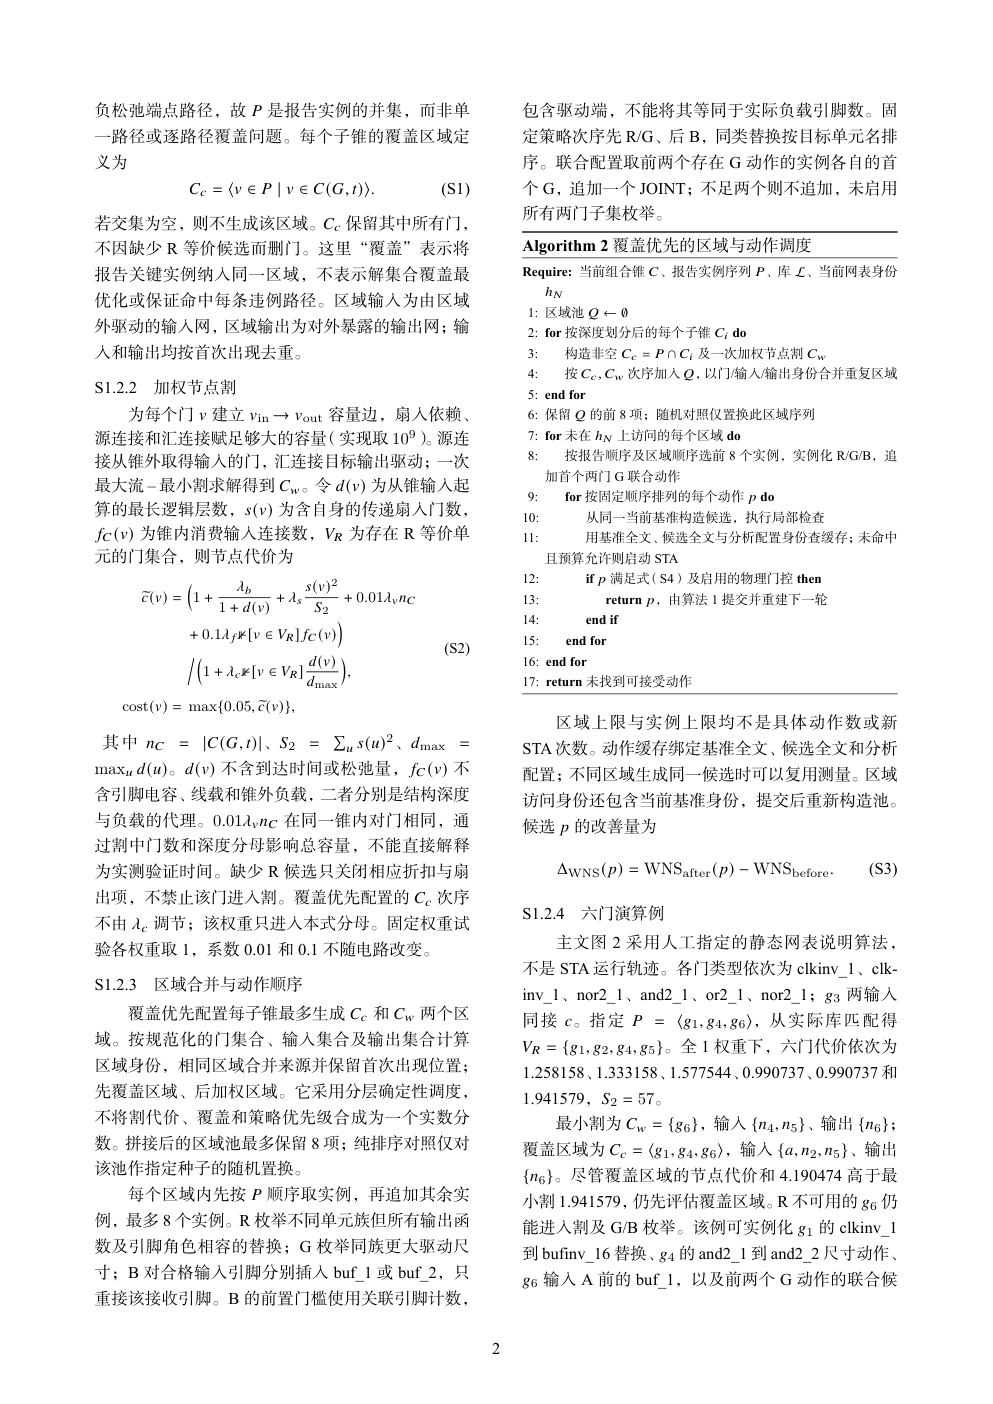 负松弛端点路径，故 P 是报告实例的并集，而非单
一路径或逐路径覆盖问题。每个子锥的覆盖区域定
义为
C_c = ⟨v ∈ P | v ∈ C(G, t)⟩. (S1)
若交集为空，则不生成该区域。C_c 保留其中所有门，
不因缺少 R 等价候选而删门。这里“覆盖”表示将
报告关键实例纳入同一区域，不表示解集合覆盖最
优化或保证命中每条违例路径。区域输入为由区域
外驱动的输入网，区域输出为对外暴露的输出网；输
入和输出均按首次出现去重。
S1.2.2 加权节点割
为每个门 v 建立 v_in → v_out 容量边，扇入依赖、
源连接和汇连接赋足够大的容量（实现取 10^9）。源连
接从锥外取得输入的门，汇连接目标输出驱动；一次
最大流–最小割求解得到 C_w。令 d(v) 为从锥输入起
算的最长逻辑层数，s(v) 为含自身的传递扇入门数，
f_C(v) 为锥内消费输入连接数，V_R 为存在 R 等价单
元的门集合，则节点代价为
c̃(v) = (1 + λ_b/(1 + d(v)) + λ_s s(v)^2/S_2 + 0.01λ_v n_C
+ 0.1λ_f 𝟙[v ∈ V_R] f_C(v))
/(1 + λ_c 𝟙[v ∈ V_R] d(v)/d_max), (S2)
cost(v) = max{0.05, c̃(v)},
其中 n_C = |C(G, t)|、S_2 = ∑_u s(u)^2、d_max =
max_u d(u)。d(v) 不含到达时间或松弛量，f_C(v) 不
含引脚电容、线载和锥外负载，二者分别是结构深度
与负载的代理。0.01λ_v n_C 在同一锥内对门相同，通
过割中门数和深度分母影响总容量，不能直接解释
为实测验证时间。缺少 R 候选只关闭相应折扣与扇
出项，不禁止该门进入割。覆盖优先配置的 C_c 次序
不由 λ_c 调节；该权重只进入本式分母。固定权重试
验各权重取 1，系数 0.01 和 0.1 不随电路改变。
S1.2.3 区域合并与动作顺序
覆盖优先配置每子锥最多生成 C_c 和 C_w 两个区
域。按规范化的门集合、输入集合及输出集合计算
区域身份，相同区域合并来源并保留首次出现位置；
先覆盖区域、后加权区域。它采用分层确定性调度，
不将割代价、覆盖和策略优先级合成为一个实数分
数。拼接后的区域池最多保留 8 项；纯排序对照仅对
该池作指定种子的随机置换。
每个区域内先按 P 顺序取实例，再追加其余实
例，最多 8 个实例。R 枚举不同单元族但所有输出函
数及引脚角色相容的替换；G 枚举同族更大驱动尺
寸；B 对合格输入引脚分别插入 buf_1 或 buf_2，只
重接该接收引脚。B 的前置门槛使用关联引脚计数，
包含驱动端，不能将其等同于实际负载引脚数。固
定策略次序先 R/G、后 B，同类替换按目标单元名排
序。联合配置取前两个存在 G 动作的实例各自的首
个 G，追加一个 JOINT；不足两个则不追加，未启用
所有两门子集枚举。
Algorithm 2 覆盖优先的区域与动作调度
Require: 当前组合锥 C、报告实例序列 P、库 ℒ、当前网表身份
h_N
1: 区域池 Q ← ∅
2: for 按深度划分后的每个子锥 C_i do
3: 构造非空 C_c = P ∩ C_i 及一次加权节点割 C_w
4: 按 C_c, C_w 次序加入 Q，以门/输入/输出身份合并重复区域
5: end for
6: 保留 Q 的前 8 项；随机对照仅置换此区域序列
7: for 未在 h_N 上访问的每个区域 do
8: 按报告顺序及区域顺序选前 8 个实例，实例化 R/G/B，追
加首个两门 G 联合动作
9: for 按固定顺序排列的每个动作 p do
10: 从同一当前基准构造候选，执行局部检查
11: 用基准全文、候选全文与分析配置身份查缓存；未命中
且预算允许则启动 STA
12: if p 满足式（S4）及启用的物理门控 then
13: return p，由算法 1 提交并重建下一轮
14: end if
15: end for
16: end for
17: return 未找到可接受动作
区域上限与实例上限均不是具体动作数或新
STA 次数。动作缓存绑定基准全文、候选全文和分析
配置；不同区域生成同一候选时可以复用测量。区域
访问身份还包含当前基准身份，提交后重新构造池。
候选 p 的改善量为
Δ_WNS(p) = WNS_after(p) − WNS_before. (S3)
S1.2.4 六门演算例
主文图 2 采用人工指定的静态网表说明算法，
不是 STA 运行轨迹。各门类型依次为 clkinv_1、clk-
inv_1、nor2_1、and2_1、or2_1、nor2_1；g_3 两输入
同接 c。指定 P = ⟨g_1, g_4, g_6⟩，从实际库匹配得
V_R = {g_1, g_2, g_4, g_5}。全 1 权重下，六门代价依次为
1.258158、1.333158、1.577544、0.990737、0.990737 和
1.941579，S_2 = 57。
最小割为 C_w = {g_6}，输入 {n_4, n_5}、输出 {n_6}；
覆盖区域为 C_c = ⟨g_1, g_4, g_6⟩，输入 {a, n_2, n_5}、输出
{n_6}。尽管覆盖区域的节点代价和 4.190474 高于最
小割 1.941579，仍先评估覆盖区域。R 不可用的 g_6 仍
能进入割及 G/B 枚举。该例可实例化 g_1 的 clkinv_1
到 bufinv_16 替换、g_4 的 and2_1 到 and2_2 尺寸动作、
g_6 输入 A 前的 buf_1，以及前两个 G 动作的联合候
2